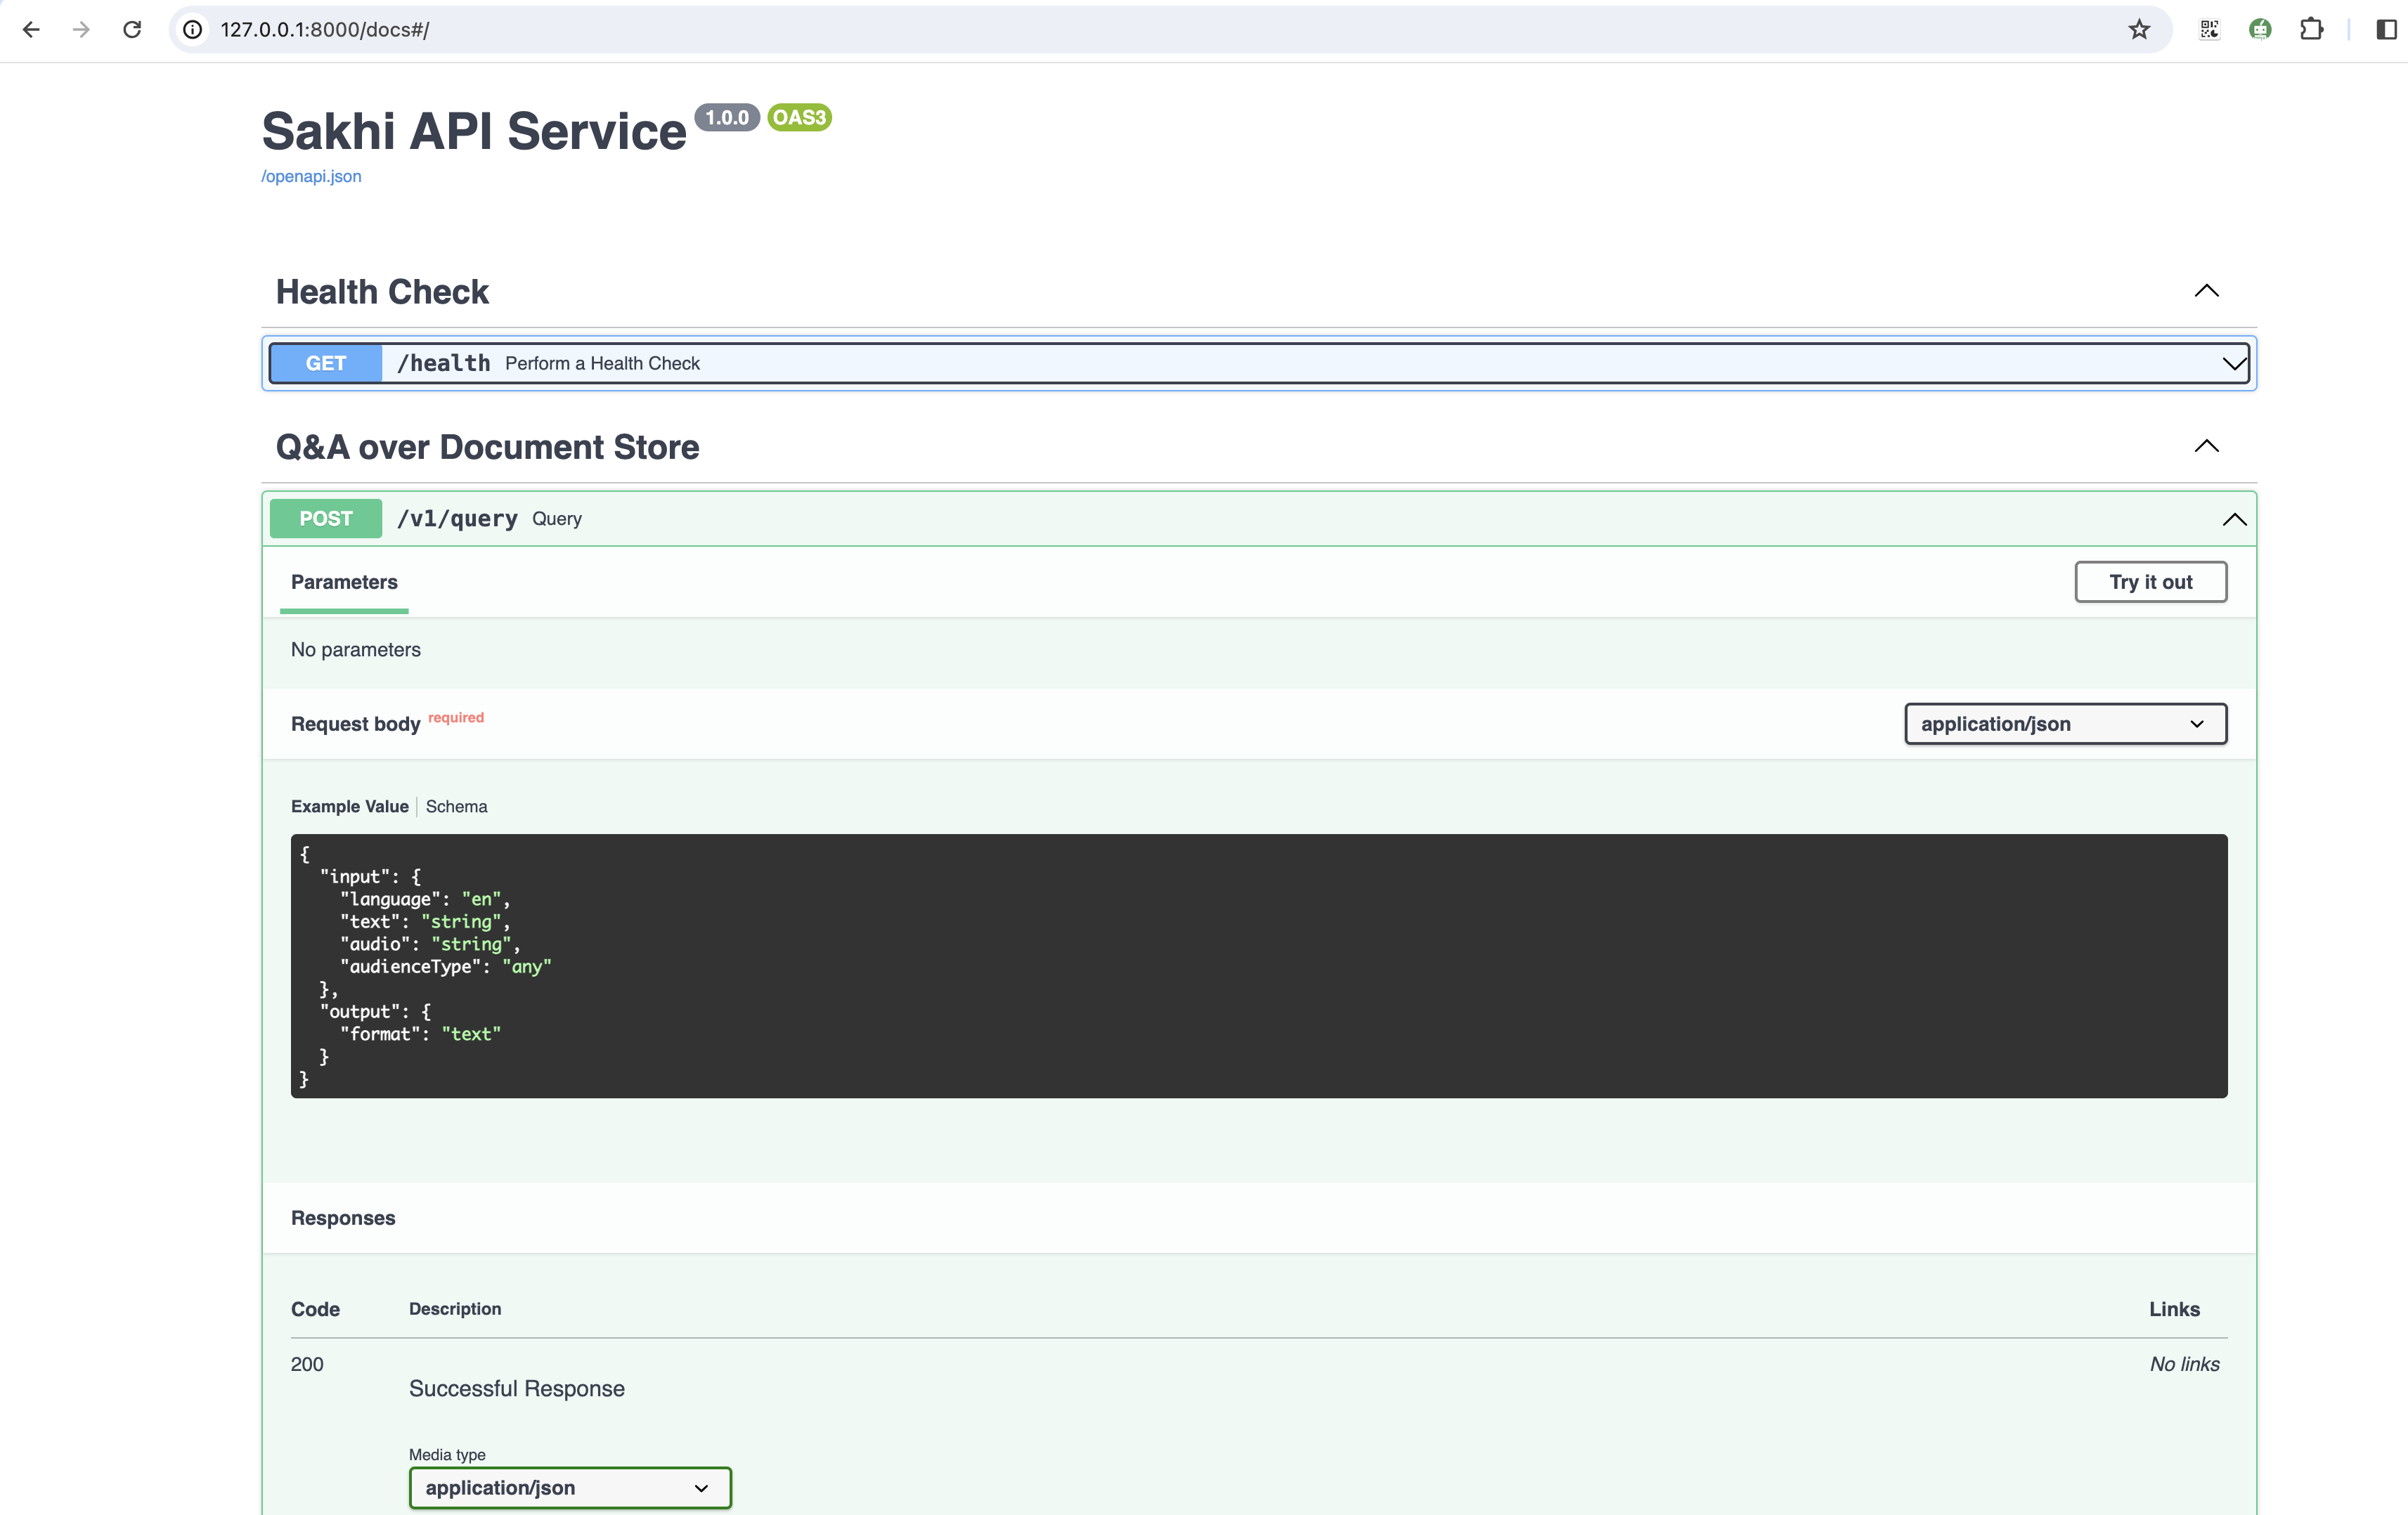 127.0.0.1:8000/docs#/
Sakhi API Service 1.0.0 OAS3
/openapi.json
Health Check
GET /health Perform a Health Check
Q&A over Document Store
POST /v1/query Query
Parameters
Try it out
No parameters
Request body required
application/json
Example Value Schema
{
  "input": {
    "language": "en",
    "text": "string",
    "audio": "string",
    "audienceType": "any"
  },
  "output": {
    "format": "text"
  }
}
Responses
Code Description Links
200 No links
Successful Response
Media type
application/json